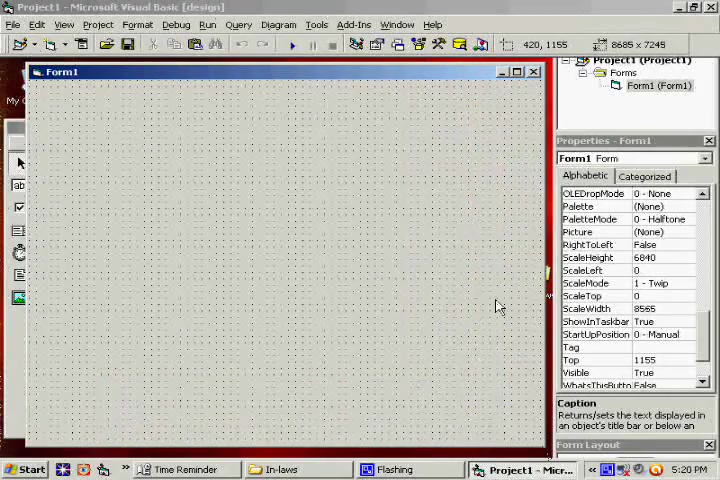 Project1 - Microsoft Visual Basic [design]
File Edit View Project Format Debug Run Query Diagram Tools Add-Ins Window Help
420, 1155 8685 x 7245
Form1
Project1 (Project1)
Forms
Form1 (Form1)
My
ab
Properties - Form1
Form1 Form
Alphabetic Categorized
OLEDropMode 0 - None
Palette (None)
PaletteMode 0 - Halftone
Picture (None)
RightToLeft False
ScaleHeight 6840
ScaleLeft 0
ScaleMode 1 - Twip
ScaleTop 0
ScaleWidth 8565
ShowInTaskbar True
StartUpPosition 0 - Manual
Tag
Top 1155
Visible True
WhatsThisButto False
Caption
Returns/sets the text displayed in
an object's title bar or below an
Form Layout
Start Time Reminder In-laws Flashing Project1 - Micr... 5:20 PM